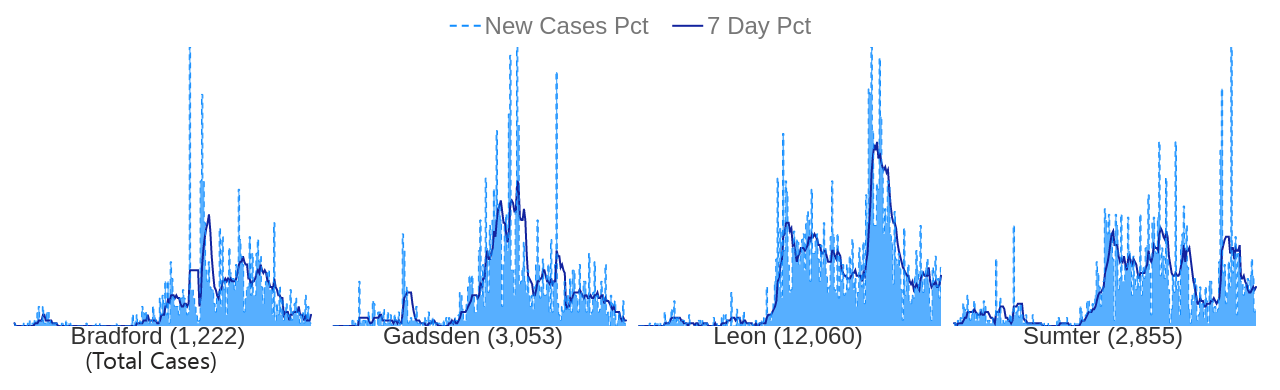 New Cases Pct 7 Day Pct
Bradford (1,222) Gadsden (3,053) Leon (12,060) Sumter (2,855)
(Total Cases)